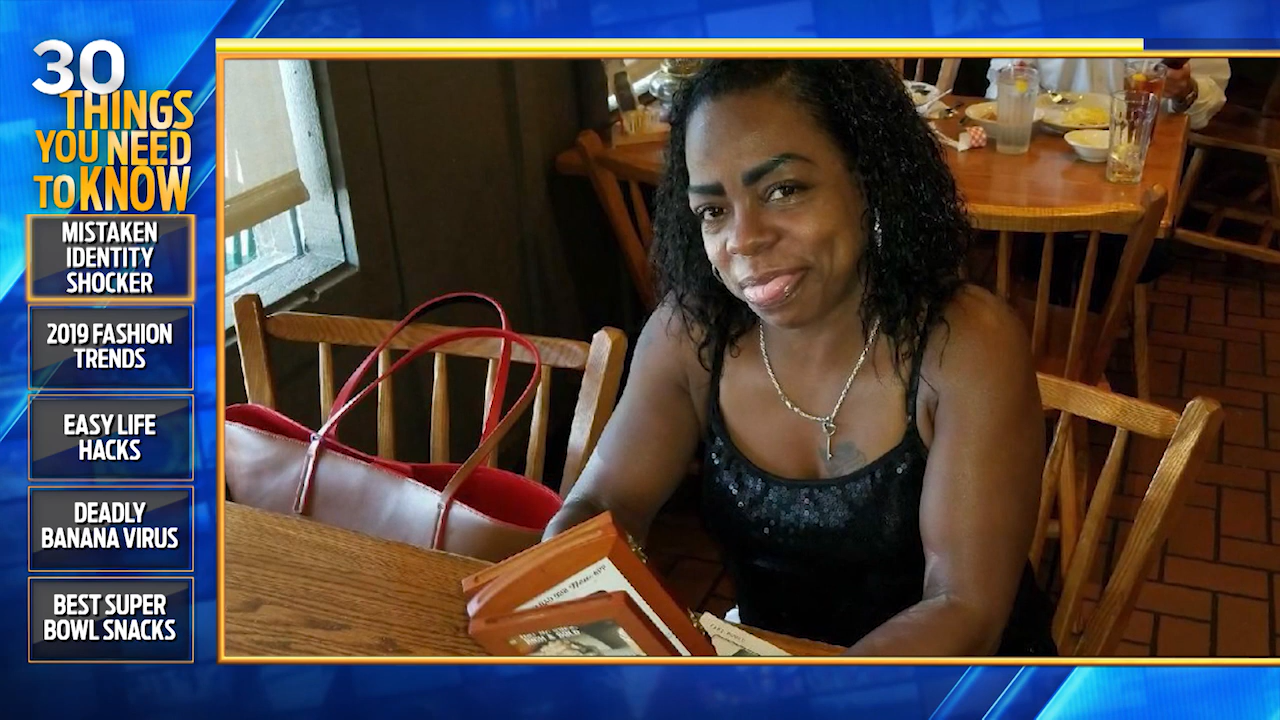 30
THINGS
YOU NEED
TO KNOW
MISTAKEN
IDENTITY
SHOCKER
2019 FASHION
TRENDS
EASY LIFE
HACKS
DEADLY
BANANA VIRUS
BEST SUPER
BOWL SNACKS